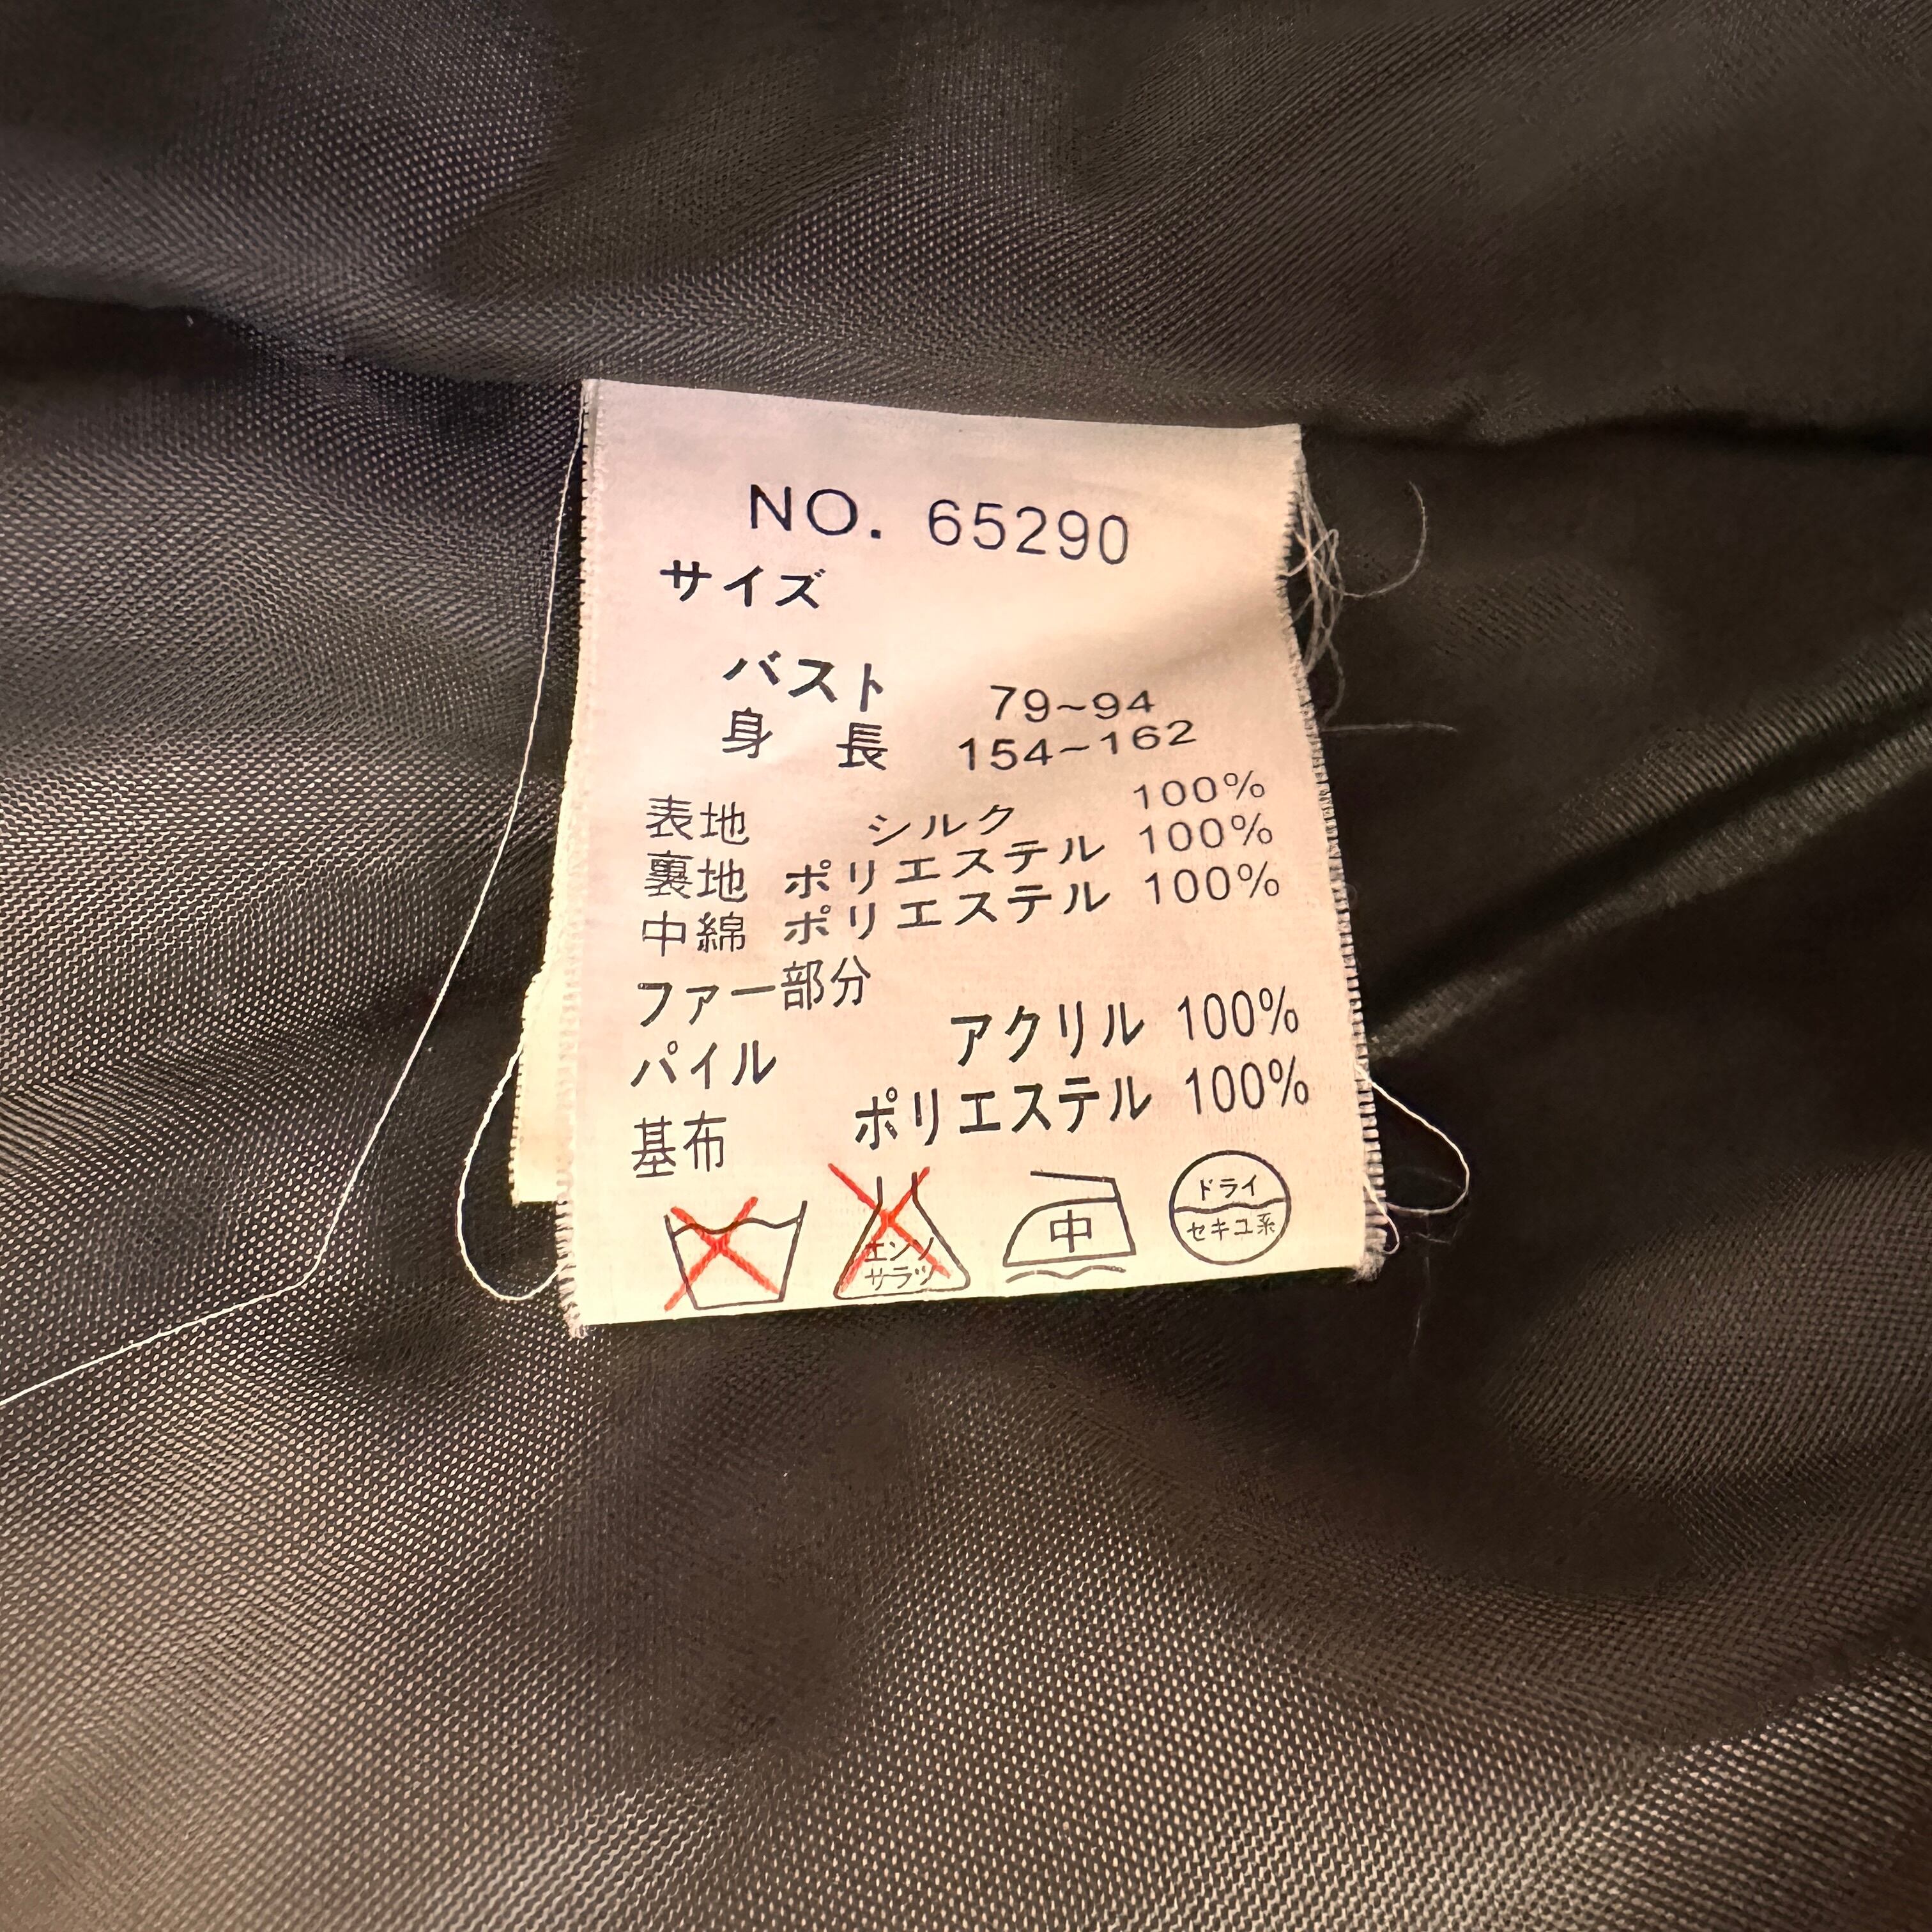 NO. 65290
サイズ
バスト 79~94
身 長 154~162
表地 シルク 100%
裏地 ポリエステル 100%
中綿 ポリエステル 100%
ファー部分
パイル アクリル 100%
基布 ポリエステル 100%
エンソ
サラシ
中
ドライ
セキユ系